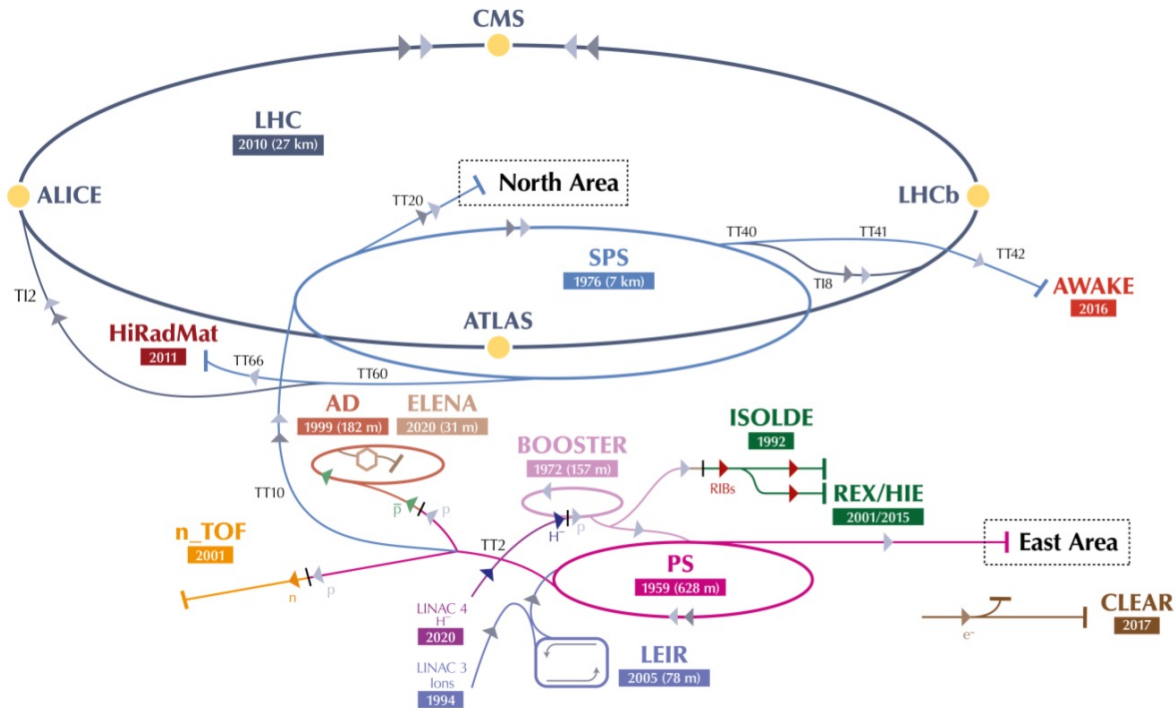 CMS
LHC
2010 (27 km)
North Area
TT20
ALICE
LHCb
TT40
TT41
TT42
SPS
1976 (7 km)
TI8
AWAKE
2016
TI2
ATLAS
HiRadMat
2011
TT66
TT60
AD
1999 (182 m)
ELENA
2020 (31 m)
ISOLDE
1992
BOOSTER
1972 (157 m)
RIBs
REX/HIE
2001/2015
TT10
p̅
p
H⁻
p
TT2
n_TOF
2001
East Area
n
p
PS
1959 (628 m)
LINAC 4
H⁻
2020
CLEAR
2017
e⁻
LINAC 3
Ions
1994
LEIR
2005 (78 m)